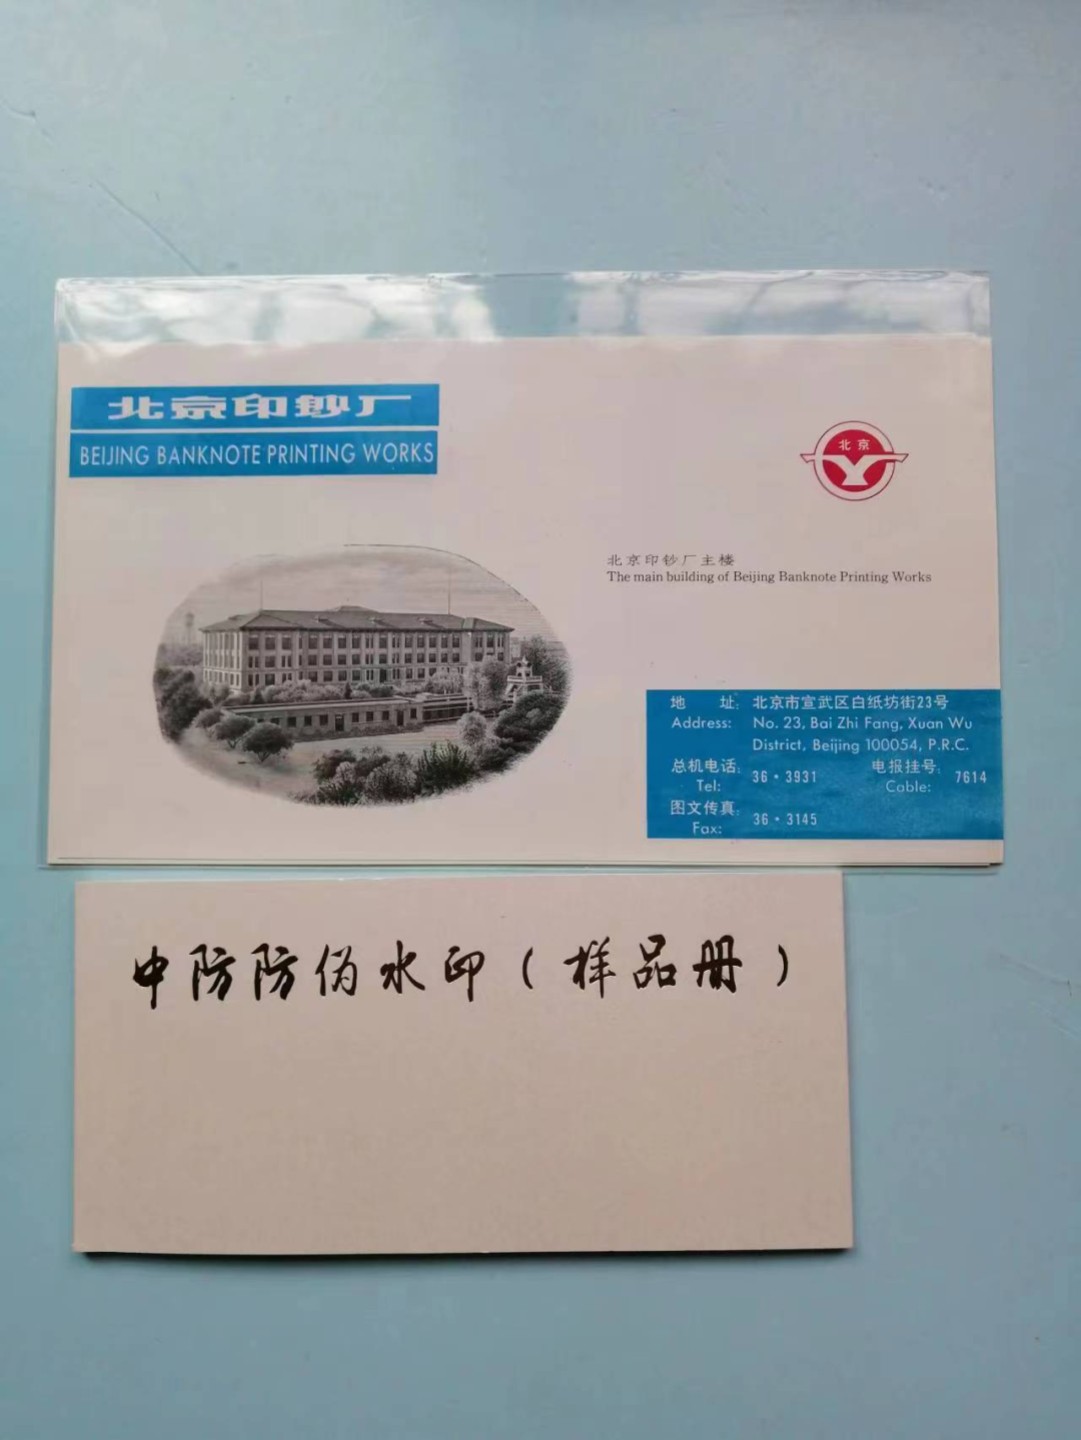 北京印钞厂
BEIJING BANKNOTE PRINTING WORKS
北京
北京印钞厂主楼
The main building of Beijing Banknote Printing Works
地 址: 北京市宣武区白纸坊街23号
Address: No. 23, Bai Zhi Fang, Xuan Wu
District, Beijing 100054, P.R.C.
总机电话: 36·3931 电报挂号: 7614
Tel: Cable:
图文传真: 36·3145
Fax:
中防防伪水印(样品册)